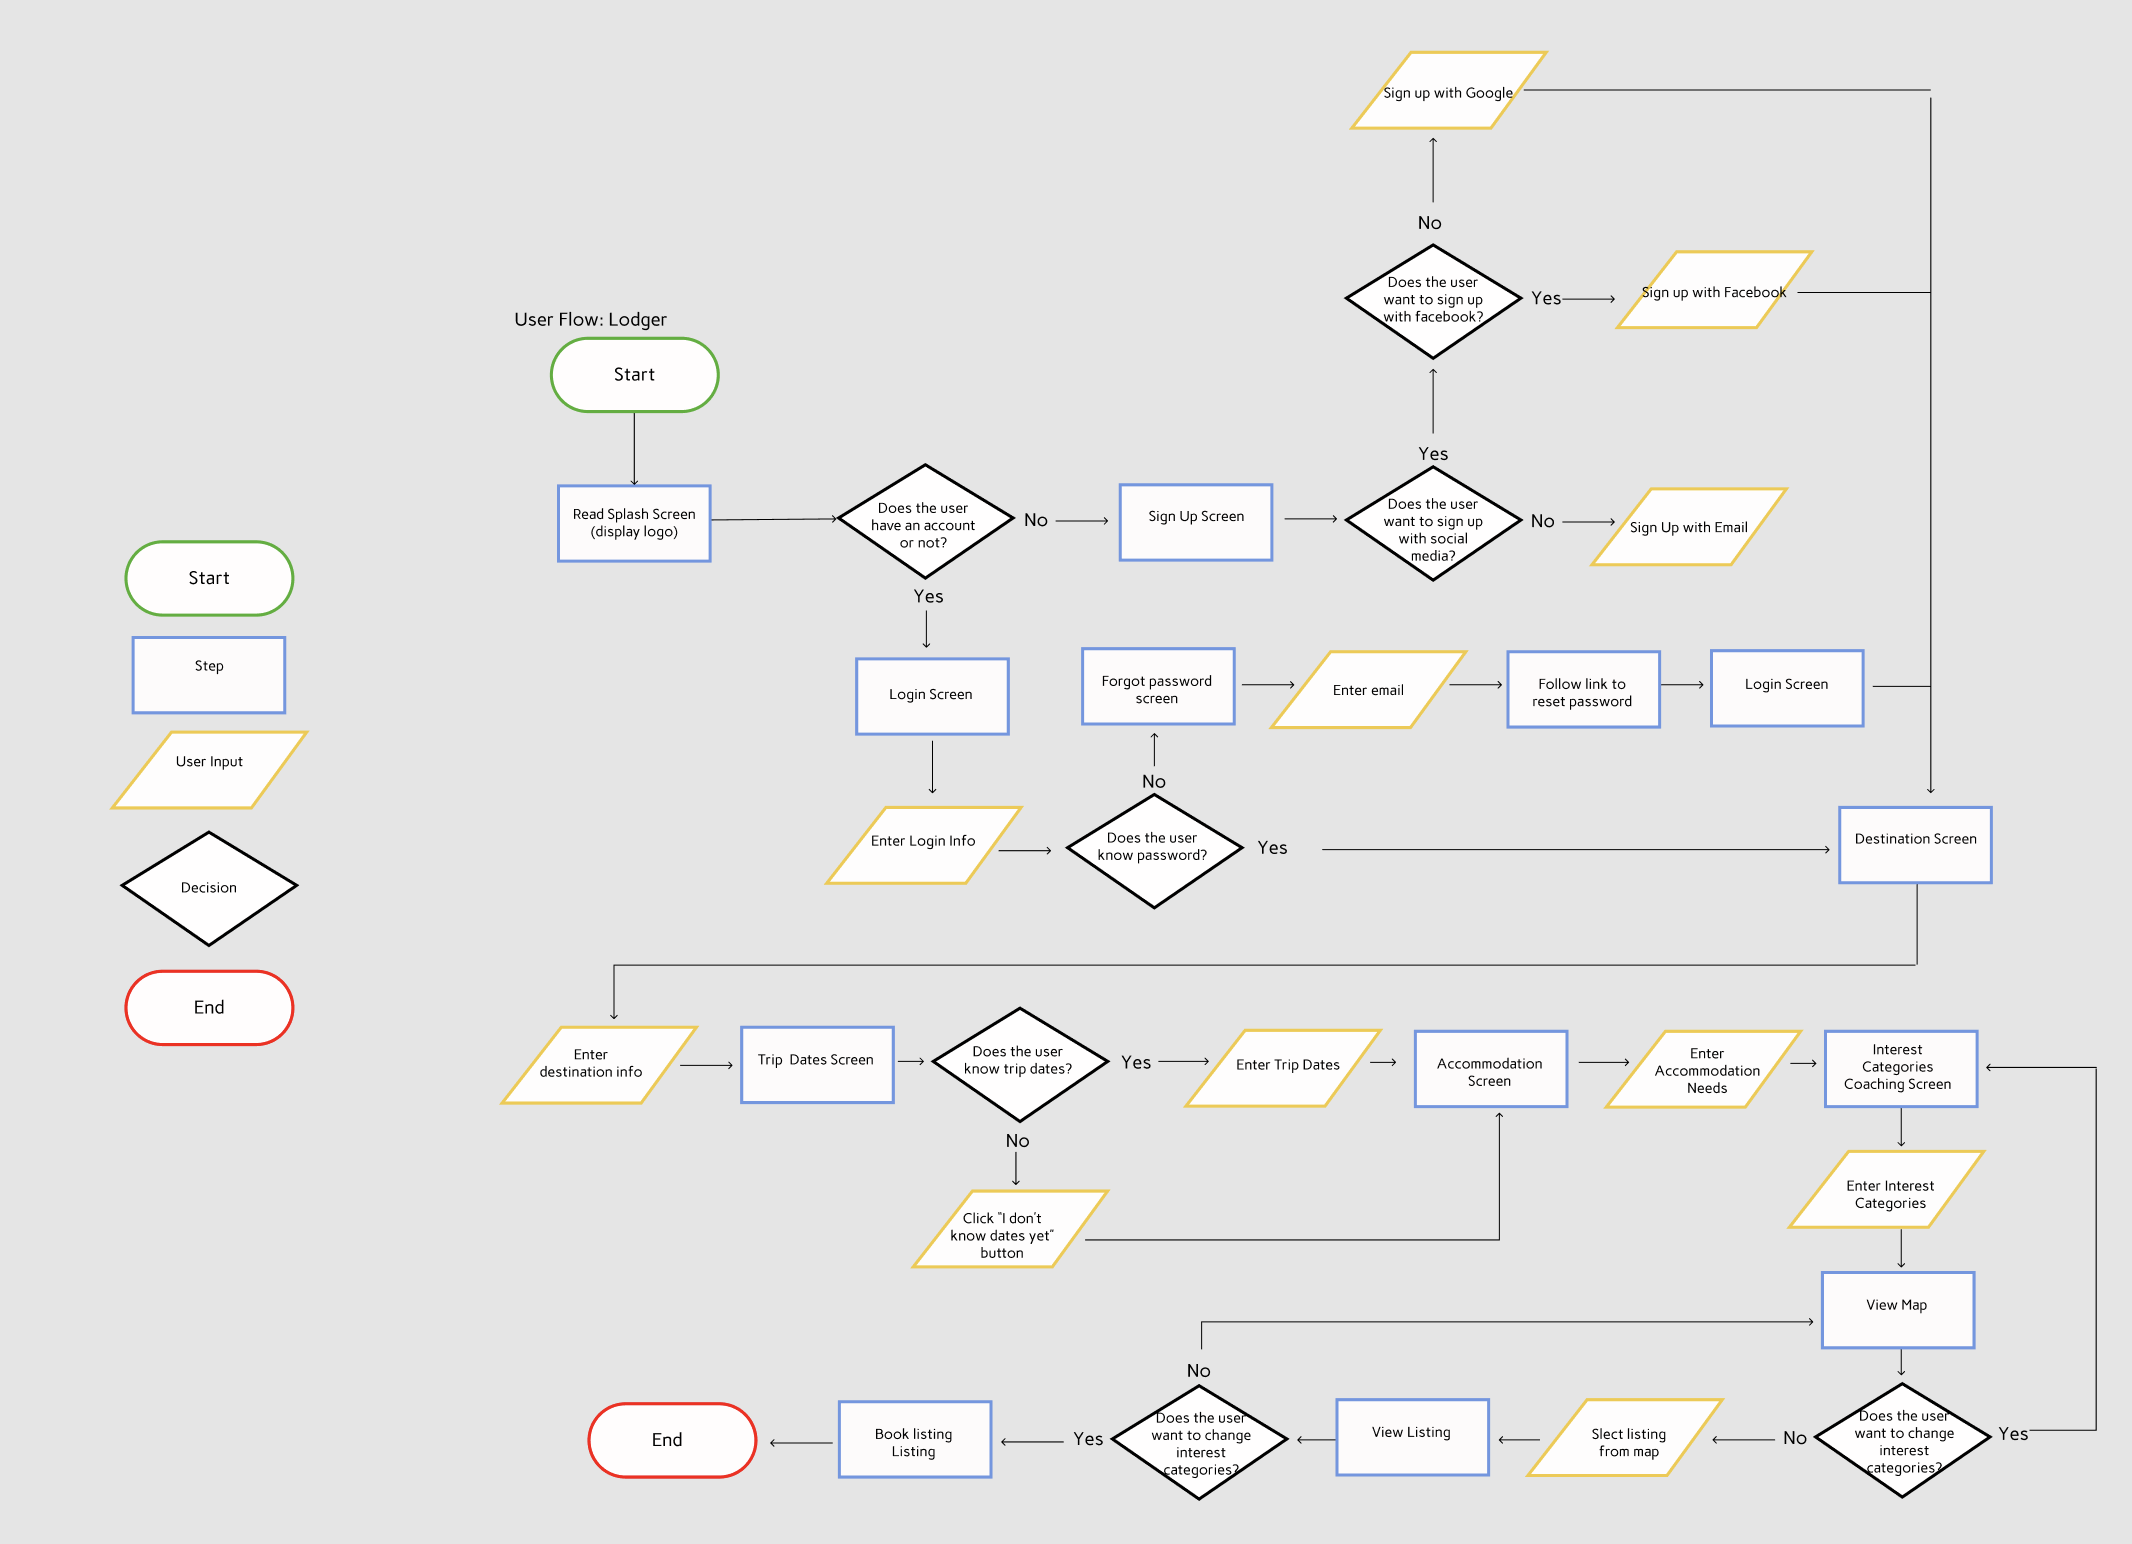 Sign up with Google
No
Does the user
want to sign up
with facebook?
Yes
Sign up with Facebook
User Flow: Lodger
Start
Yes
Read Splash Screen
(display logo)
Does the user
have an account
or not?
No
Sign Up Screen
Does the user
want to sign up
with social
media?
No
Sign Up with Email
Yes
Start
Step
User Input
Decision
End
Login Screen
Forgot password
screen
Enter email
Follow link to
reset password
Login Screen
No
Enter Login Info
Does the user
know password?
Yes
Destination Screen
Enter
destination info
Trip Dates Screen
Does the user
know trip dates?
Yes
Enter Trip Dates
Accommodation
Screen
Enter
Accommodation
Needs
Interest
Categories
Coaching Screen
No
Click "I don't
know dates yet"
button
Enter Interest
Categories
View Map
No
End
Book listing
Listing
Yes
Does the user
want to change
interest
categories?
View Listing
Slect listing
from map
No
Does the user
want to change
interest
categories?
Yes